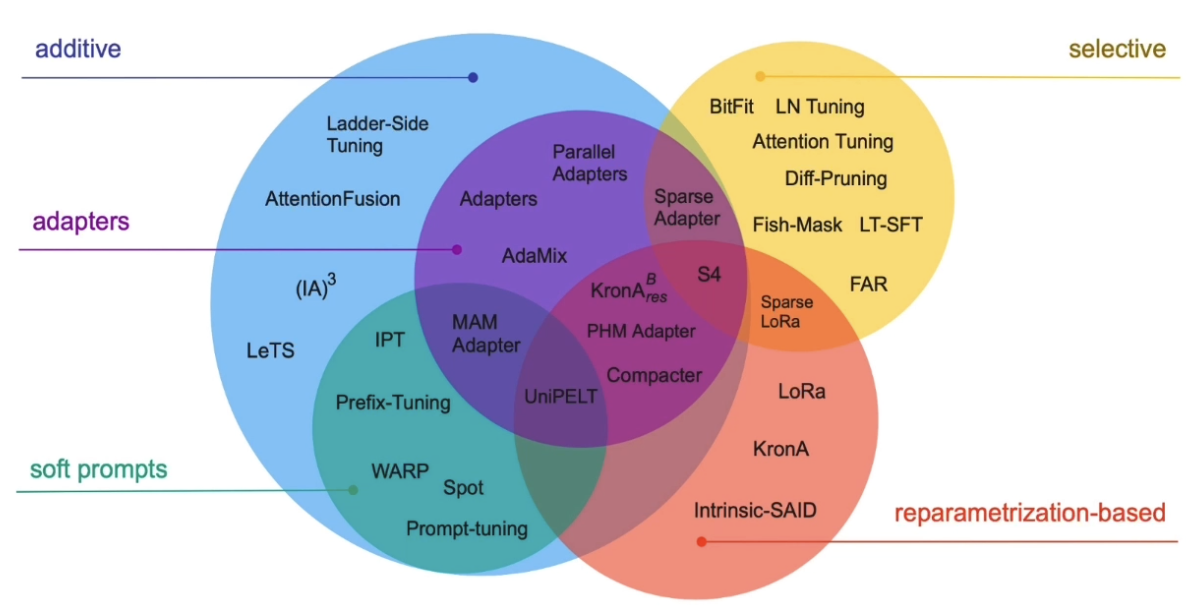 additive
selective
BitFit LN Tuning
Ladder-Side
Tuning
Attention Tuning
Parallel
Adapters
Diff-Pruning
AttentionFusion
Adapters
Sparse
Adapter
adapters
Fish-Mask LT-SFT
AdaMix
(IA)³
KronA^B_res
S4
FAR
Sparse
LoRa
MAM
Adapter
PHM Adapter
IPT
LeTS
Compacter
UniPELT
LoRa
Prefix-Tuning
KronA
soft prompts
WARP
Spot
Intrinsic-SAID
reparametrization-based
Prompt-tuning